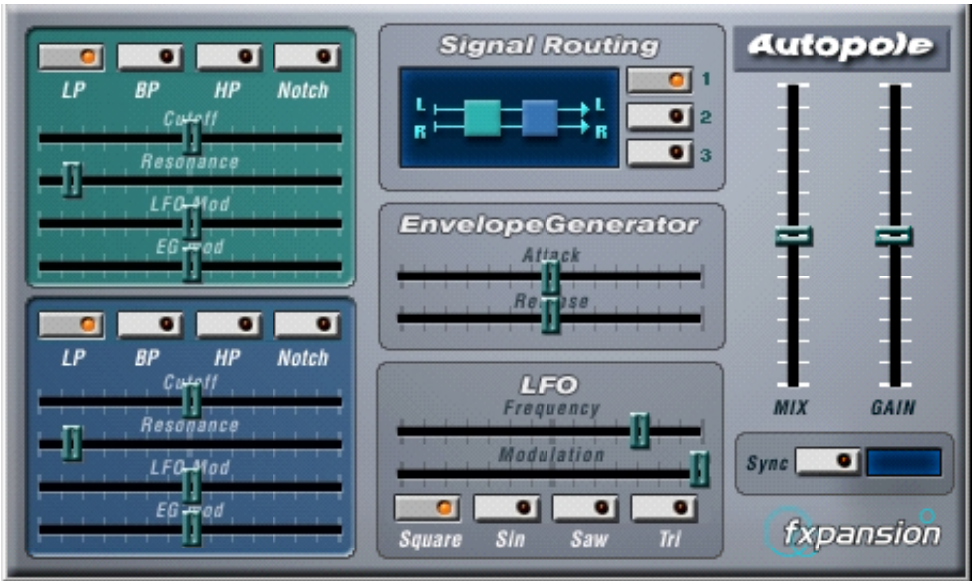 LP BP HP Notch
Cutoff
Resonance
LFO Mod
EG mod
LP BP HP Notch
Cutoff
Resonance
LFO Mod
EG mod
Signal Routing
L L
R R
1
2
3
EnvelopeGenerator
Attack
Release
LFO
Frequency
Modulation
Square Sin Saw Tri
Autopole
MIX GAIN
Sync
fxpansion